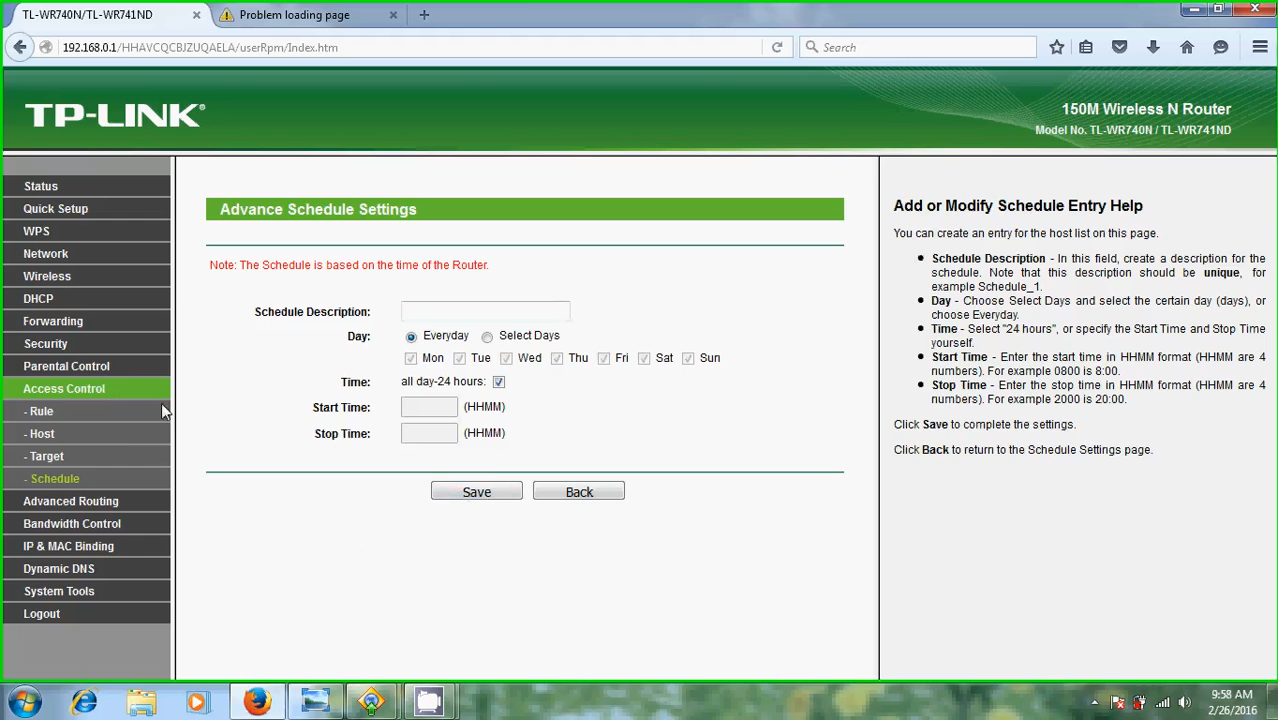 TL-WR740N/TL-WR741ND
Problem loading page
192.168.0.1/HHAVCQCBJZUQAELA/userRpm/Index.htm
Search
TP-LINK®
150M Wireless N Router
Model No. TL-WR740N / TL-WR741ND
Status
Quick Setup
WPS
Network
Wireless
DHCP
Forwarding
Security
Parental Control
Access Control
- Rule
- Host
- Target
- Schedule
Advanced Routing
Bandwidth Control
IP & MAC Binding
Dynamic DNS
System Tools
Logout
Advance Schedule Settings
Note: The Schedule is based on the time of the Router.
Schedule Description:
Day: Everyday Select Days
Mon Tue Wed Thu Fri Sat Sun
Time: all day-24 hours:
Start Time: (HHMM)
Stop Time: (HHMM)
Save Back
Add or Modify Schedule Entry Help
You can create an entry for the host list on this page.
Schedule Description - In this field, create a description for the
schedule. Note that this description should be unique, for
example Schedule_1.
Day - Choose Select Days and select the certain day (days), or
choose Everyday.
Time - Select "24 hours", or specify the Start Time and Stop Time
yourself.
Start Time - Enter the start time in HHMM format (HHMM are 4
numbers). For example 0800 is 8:00.
Stop Time - Enter the stop time in HHMM format (HHMM are 4
numbers). For example 2000 is 20:00.
Click Save to complete the settings.
Click Back to return to the Schedule Settings page.
9:58 AM
2/26/2016